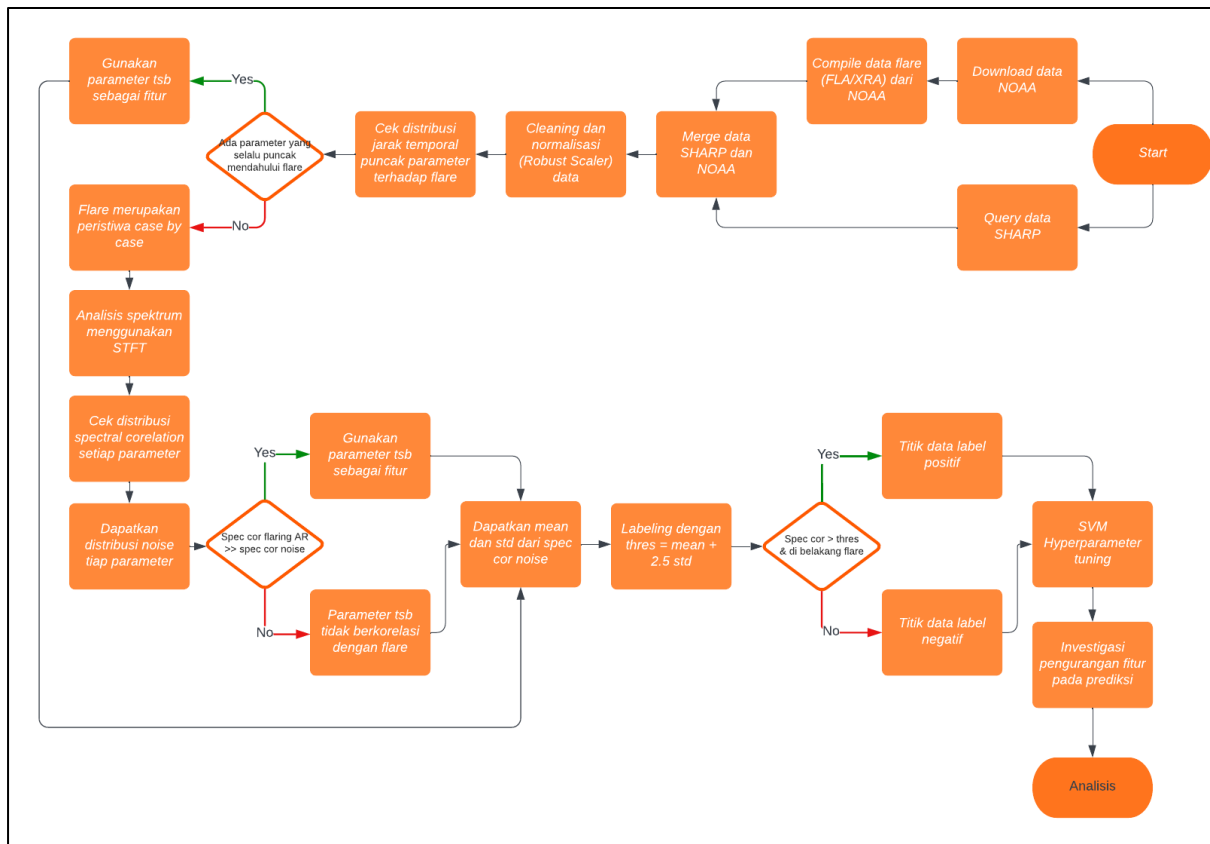 Start
Download data
NOAA
Compile data flare
(FLA/XRA) dari
NOAA
Query data
SHARP
Merge data
SHARP dan
NOAA
Cleaning dan
normalisasi
(Robust Scaler)
data
Cek distribusi
jarak temporal
puncak parameter
terhadap flare
Ada parameter yang
selalu puncak
mendahului flare
Yes
Gunakan
parameter tsb
sebagai fitur
No
Flare merupakan
peristiwa case by
case
Analisis spektrum
menggunakan
STFT
Cek distribusi
spectral corelation
setiap parameter
Dapatkan
distribusi noise
tiap parameter
Spec cor flaring AR
>> spec cor noise
Yes
Gunakan
parameter tsb
sebagai fitur
No
Parameter tsb
tidak berkorelasi
dengan flare
Dapatkan mean
dan std dari spec
cor noise
Labeling dengan
thres = mean +
2.5 std
Spec cor > thres
& di belakang flare
Yes
Titik data label
positif
No
Titik data label
negatif
SVM
Hyperparameter
tuning
Investigasi
pengurangan fitur
pada prediksi
Analisis